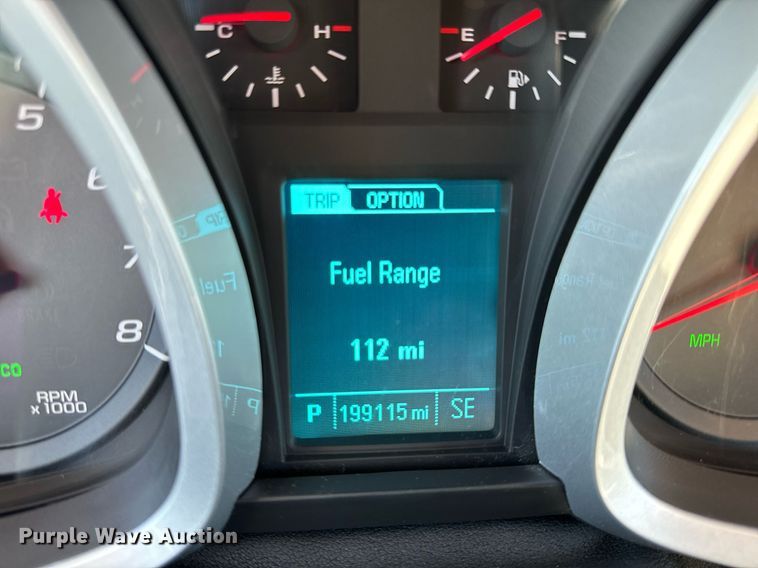 C H
E F
5
6
7
8
RPM
x1000
CO
TRIP OPTION
Fuel Range
112 mi
P 199115 mi SE
MPH
Purple Wave Auction